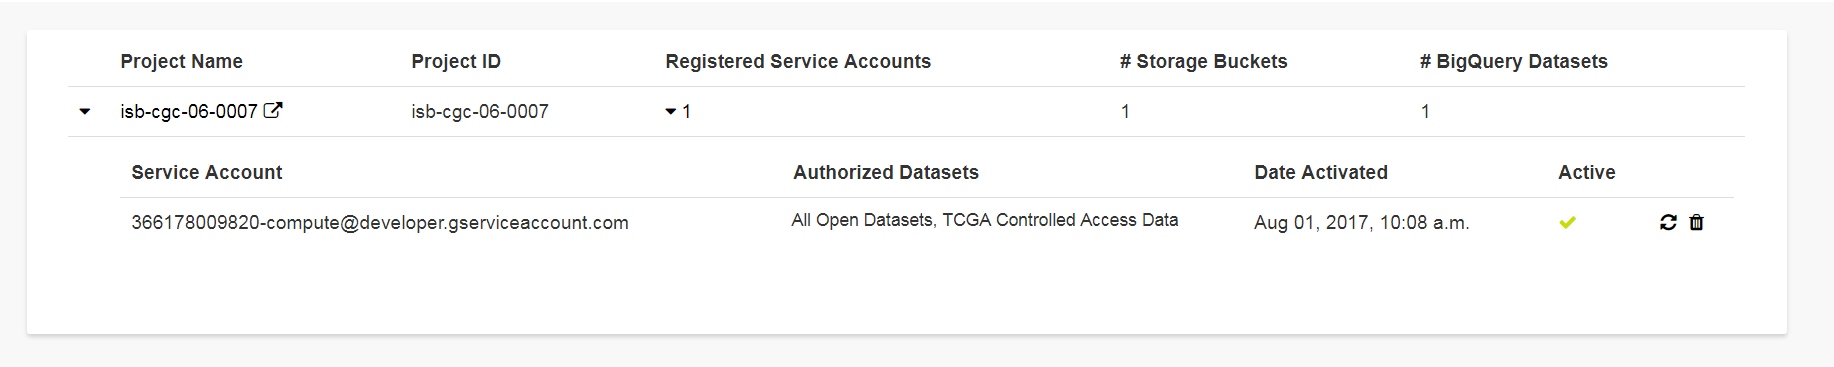 Project Name Project ID Registered Service Accounts # Storage Buckets # BigQuery Datasets
isb-cgc-06-0007 isb-cgc-06-0007 1 1 1
Service Account Authorized Datasets Date Activated Active
366178009820-compute@developer.gserviceaccount.com All Open Datasets, TCGA Controlled Access Data Aug 01, 2017, 10:08 a.m.